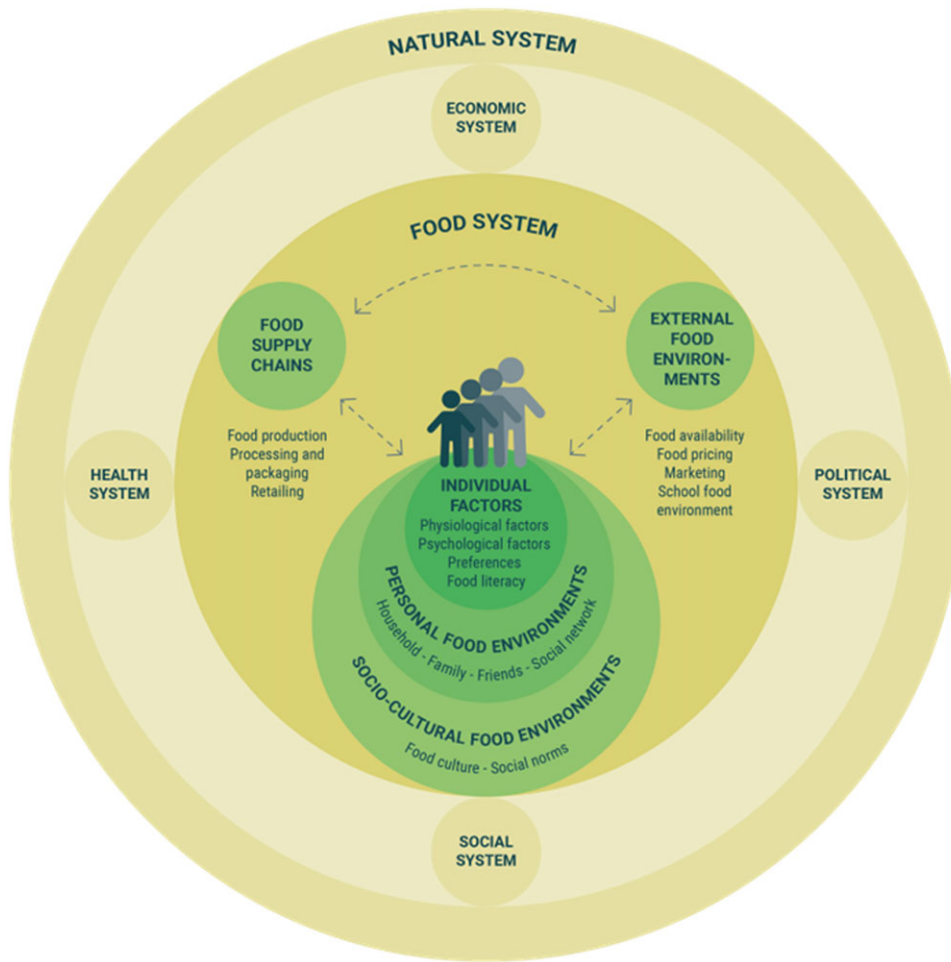 NATURAL SYSTEM
ECONOMIC
SYSTEM
FOOD SYSTEM
FOOD
SUPPLY
CHAINS
EXTERNAL
FOOD
ENVIRON-
MENTS
Food production
Processing and
packaging
Retailing
Food availability
Food pricing
Marketing
School food
environment
HEALTH
SYSTEM
POLITICAL
SYSTEM
INDIVIDUAL
FACTORS
Physiological factors
Psychological factors
Preferences
Food literacy
PERSONAL FOOD ENVIRONMENTS
Household - Family - Friends - Social network
SOCIO-CULTURAL FOOD ENVIRONMENTS
Food culture - Social norms
SOCIAL
SYSTEM